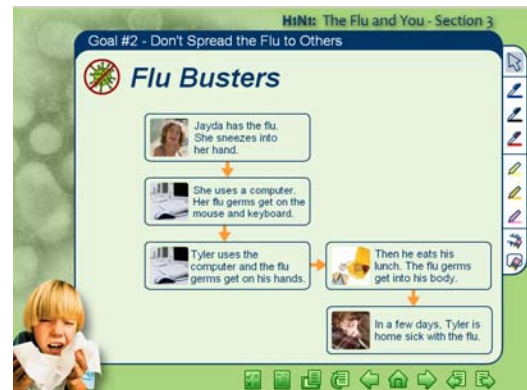 H1N1: The Flu and You - Section 3
Goal #2 - Don't Spread the Flu to Others
Flu Busters
Jayda has the flu.
She sneezes into
her hand.
She uses a computer.
Her flu germs get on the
mouse and keyboard.
Tyler uses the
computer and the flu
germs get on his hands.
Then he eats his
lunch. The flu germs
get into his body.
In a few days, Tyler is
home sick with the flu.